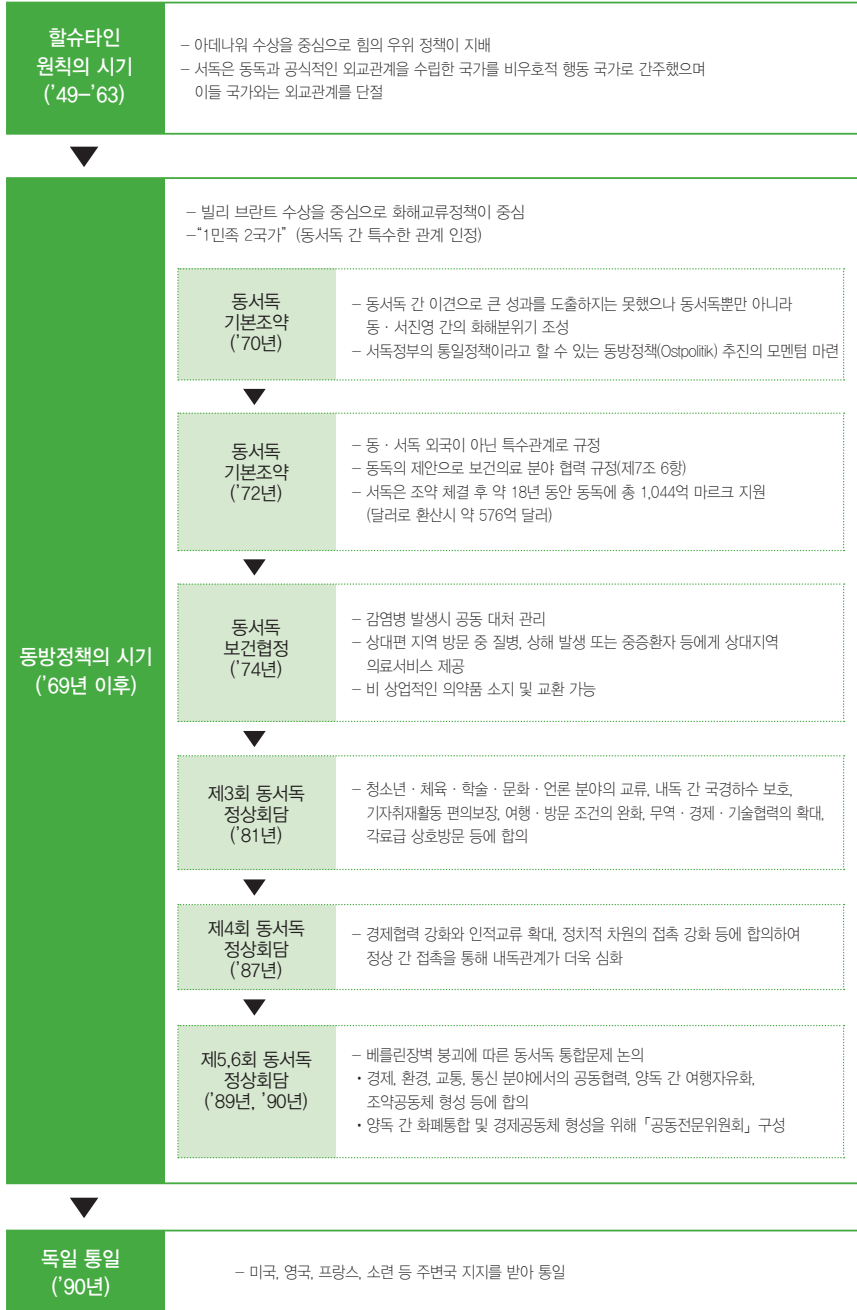 할슈타인
원칙의 시기
(’49–’63)
– 아데나워 수상을 중심으로 힘의 우위 정책이 지배
– 서독은 동독과 공식적인 외교관계을 수립한 국가를 비우호적 행동 국가로 간주했으며
이들 국가와는 외교관계를 단절
동방정책의 시기
(’69년 이후)
– 빌리 브란트 수상을 중심으로 화해교류정책이 중심
–“1민족 2국가” (동서독 간 특수한 관계 인정)
동서독
기본조약
(’70년)
– 동서독 간 이견으로 큰 성과를 도출하지는 못했으나 동서독뿐만 아니라
동 · 서진영 간의 화해분위기 조성
– 서독정부의 통일정책이라고 할 수 있는 동방정책(Ostpolitik) 추진의 모멘텀 마련
동서독
기본조약
(’72년)
– 동 · 서독 외국이 아닌 특수관계로 규정
– 동독의 제안으로 보건의료 분야 협력 규정(제7조 6항)
– 서독은 조약 체결 후 약 18년 동안 동독에 총 1,044억 마르크 지원
(달러로 환산시 약 576억 달러)
동서독
보건협정
(’74년)
– 감염병 발생시 공동 대처 관리
– 상대편 지역 방문 중 질병, 상해 발생 또는 중증환자 등에게 상대지역
의료서비스 제공
– 비 상업적인 의약품 소지 및 교환 가능
제3회 동서독
정상회담
(’81년)
– 청소년 · 체육 · 학술 · 문화 · 언론 분야의 교류, 내독 간 국경하수 보호,
기자취재활동 편의보장, 여행 · 방문 조건의 완화, 무역 · 경제 · 기술협력의 확대,
각료급 상호방문 등에 합의
제4회 동서독
정상회담
(’87년)
– 경제협력 강화와 인적교류 확대, 정치적 차원의 접촉 강화 등에 합의하여
정상 간 접촉을 통해 내독관계가 더욱 심화
제5,6회 동서독
정상회담
(’89년, ’90년)
– 베를린장벽 붕괴에 따른 동서독 통합문제 논의
• 경제, 환경, 교통, 통신 분야에서의 공동협력, 양독 간 여행자유화,
조약공동체 형성 등에 합의
• 양독 간 화폐통합 및 경제공동체 형성을 위해「공동전문위원회」구성
독일 통일
(’90년)
– 미국, 영국, 프랑스, 소련 등 주변국 지지를 받아 통일